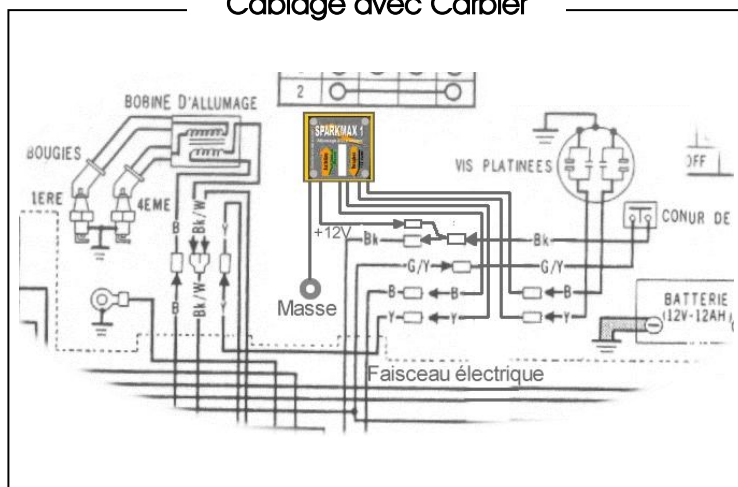 Câblage avec Carbier
2
BOBINE D'ALLUMAGE
SPARKMAX 1
BOUGIES
VIS PLATINEES
OFF
1ERE
4EME
B
Bk/W
Y
+12V
Bk
Bk
CONUR DE
G/Y
G/Y
Masse
B
B
B
BATTERIE
(12V-12AH)
B
Bk/W
Y
Y
Y
Y
Faisceau électrique